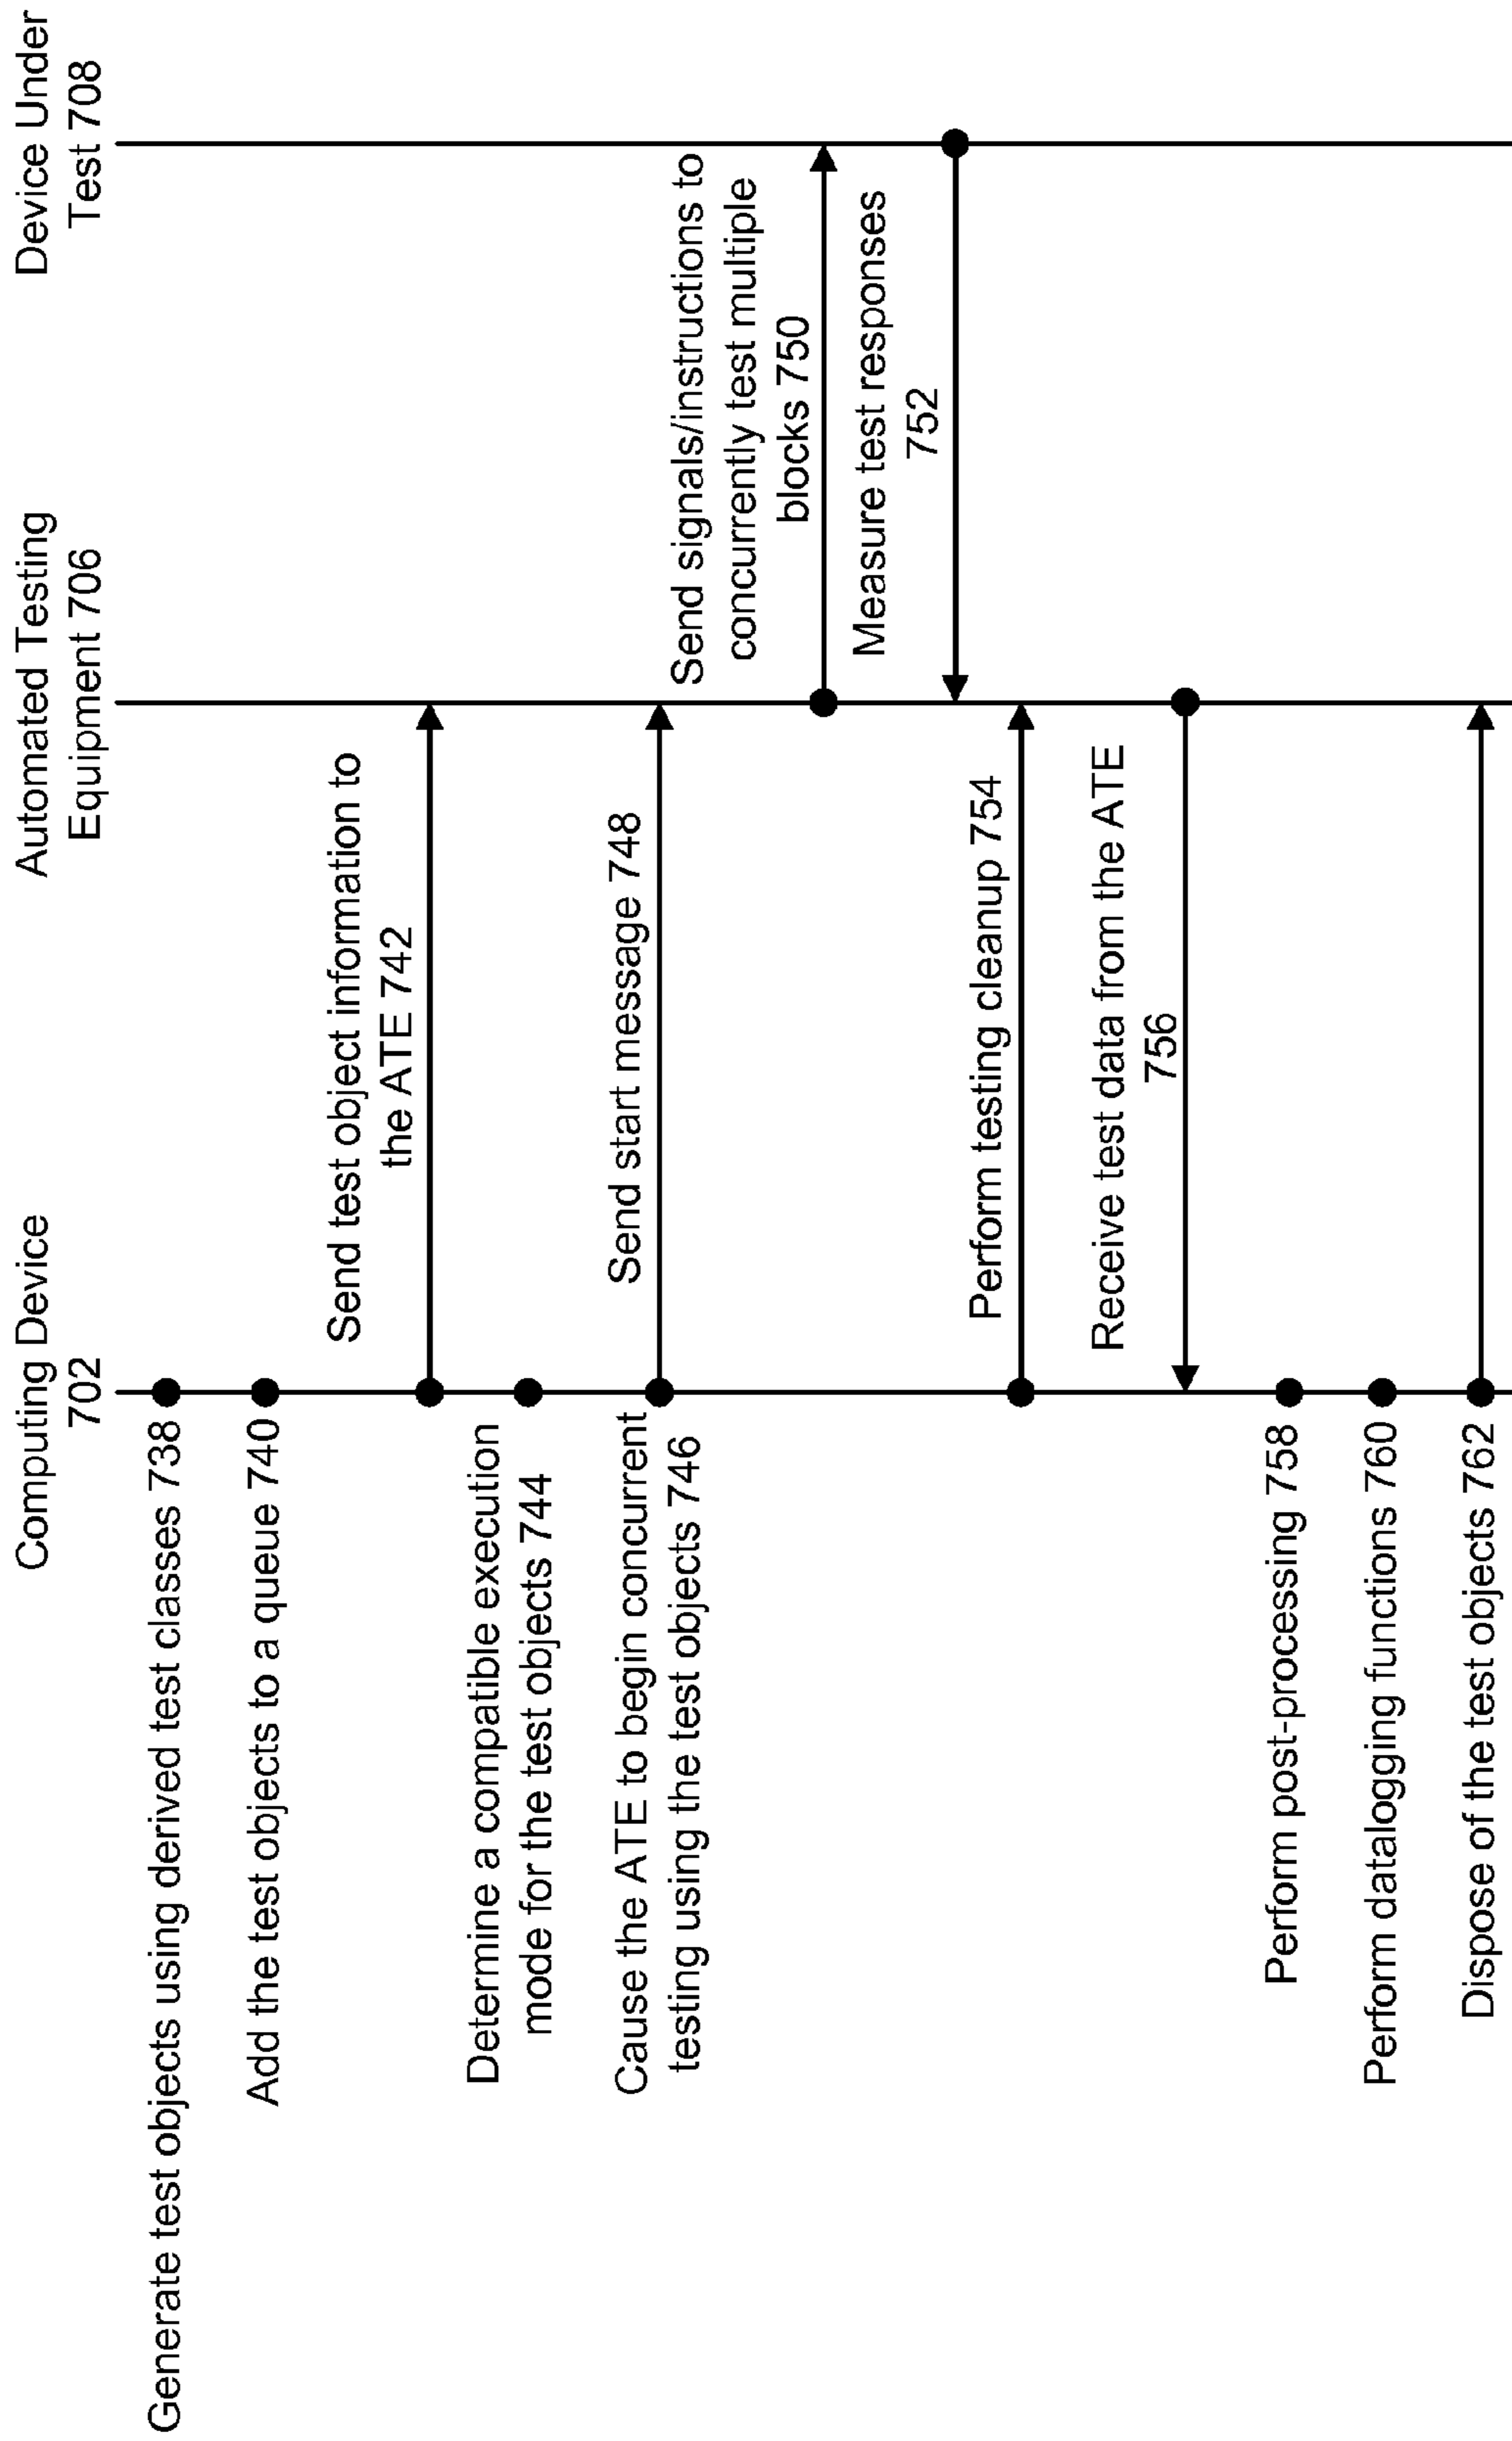 Computing Device
702
Automated Testing
Equipment 706
Device Under
Test 708
Generate test objects using derived test classes 738
Add the test objects to a queue 740
Send test object information to
the ATE 742
Determine a compatible execution
mode for the test objects 744
Cause the ATE to begin concurrent
testing using the test objects 746
Send start message 748
Send signals/instructions to
concurrently test multiple
blocks 750
Measure test responses
752
Perform testing cleanup 754
Receive test data from the ATE
756
Perform post-processing 758
Perform datalogging functions 760
Dispose of the test objects 762